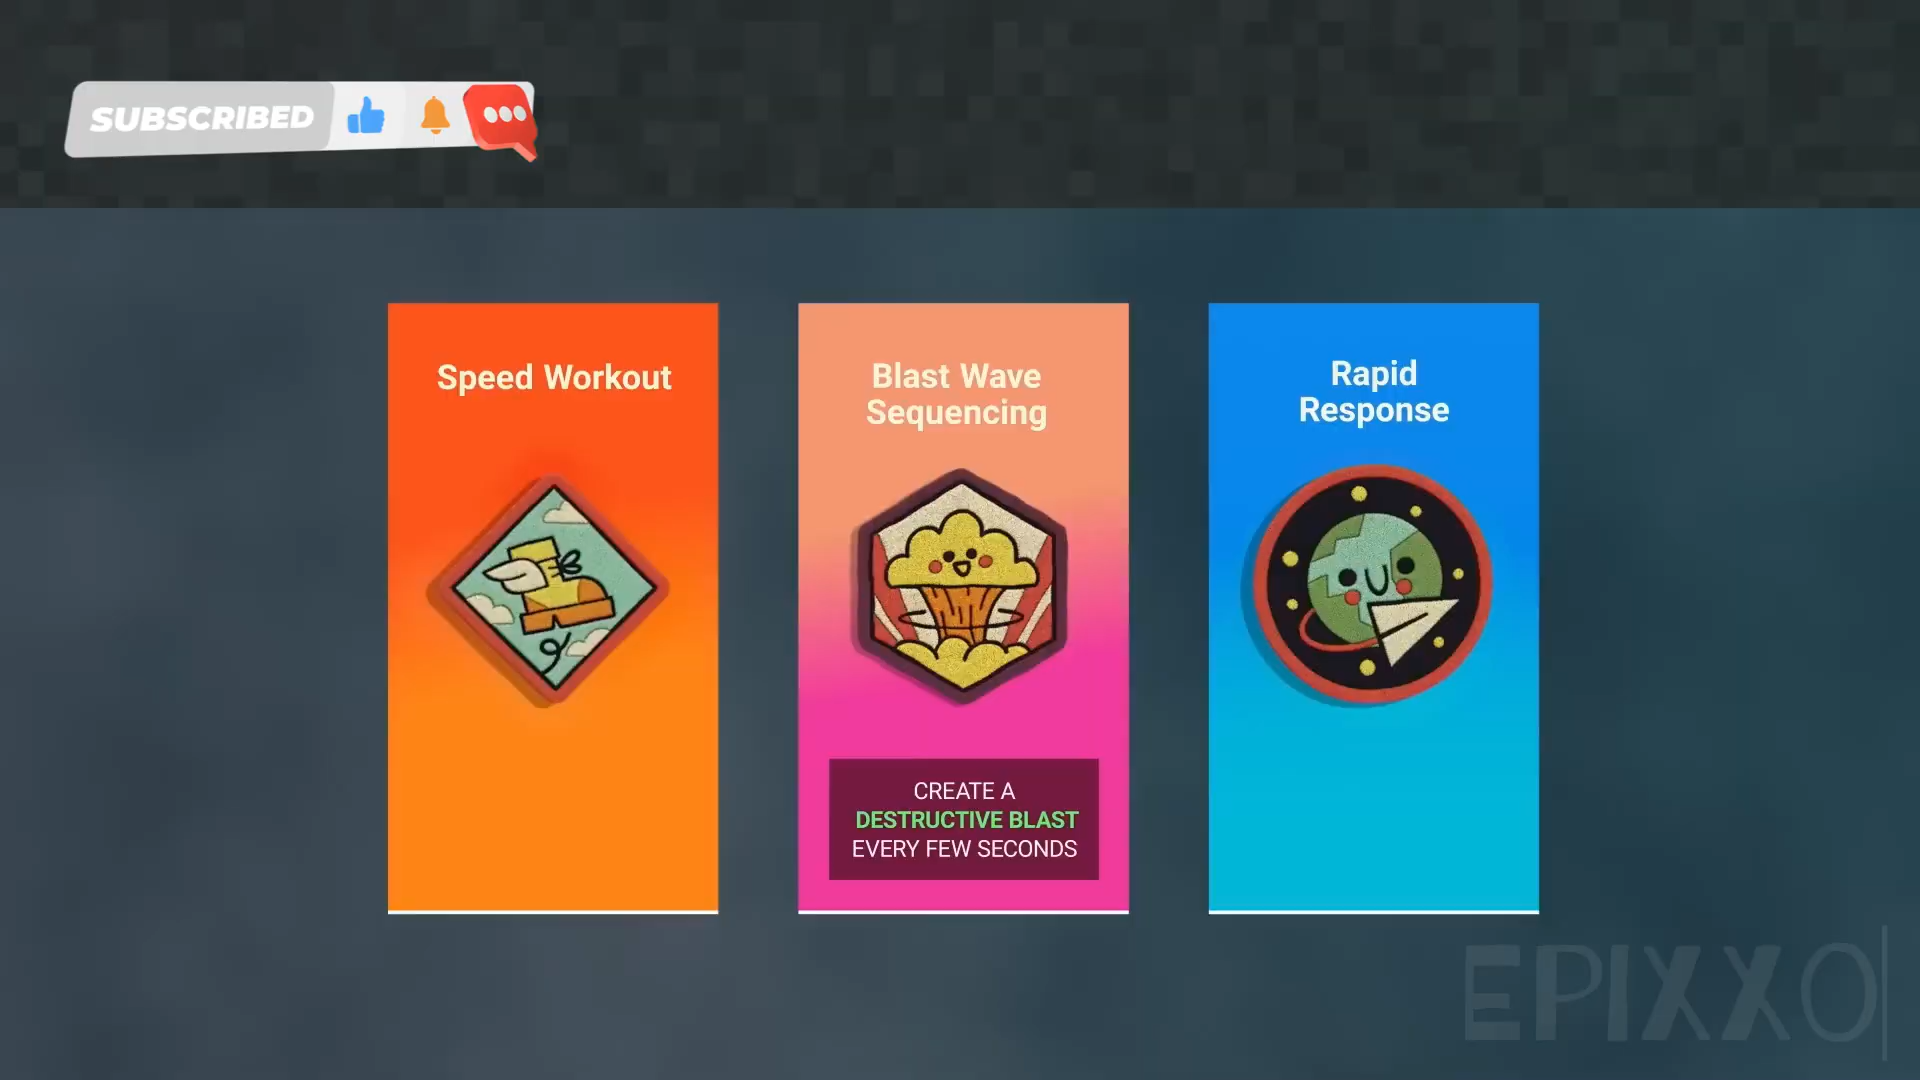 SUBSCRIBED
Speed Workout
Blast Wave
Sequencing
CREATE A
DESTRUCTIVE BLAST
EVERY FEW SECONDS
Rapid
Response
EPIXXO